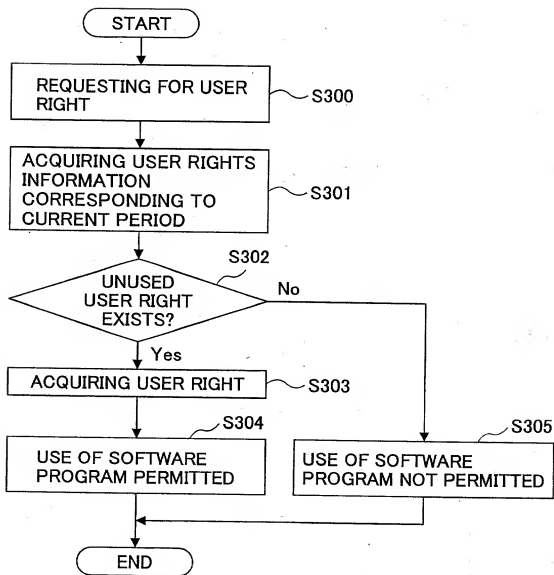 START
REQUESTING FOR USER
RIGHT
S300
ACQUIRING USER RIGHTS
INFORMATION
CORRESPONDING TO
CURRENT PERIOD
S301
S302
UNUSED
USER RIGHT
EXISTS?
No
Yes
ACQUIRING USER RIGHT
S303
S304
USE OF SOFTWARE
PROGRAM PERMITTED
S305
USE OF SOFTWARE
PROGRAM NOT PERMITTED
END